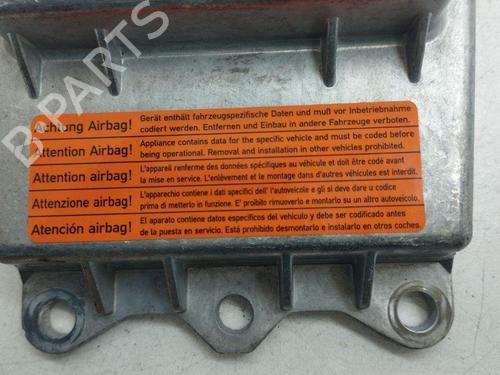 BPARTS
Achtung Airbag!
Gerät enthält fahrzeugspezifische Daten und muß vor Inbetriebnahme
codiert werden. Entfernen und Einbau in andere Fahrzeuge verboten.
Attention Airbag!
Appliance contains data for the specific vehicle and must be coded before
being operational. Removal and installation in other vehicles prohibited.
Attention airbag!
L'appareil renferme des données spécifiques au véhicule et doit être codé avant
la mise en service. L'enlèvement et le montage dans d'autres véhicules est interdit.
Attenzione airbag!
L'apparechio contiene i dati specifici dell' l'autoveicole e gli si deve dare u codice
prima di metterlo in funzione. E' proibito rimuoverlo e montarlo su un altro autoveicolo.
Atención airbag!
El aparato contiene datos específicos del vehículo y debe ser codificado antes
de la puesta en servicio. Está prohibido desmontarlo e instalarlo en otros coches.